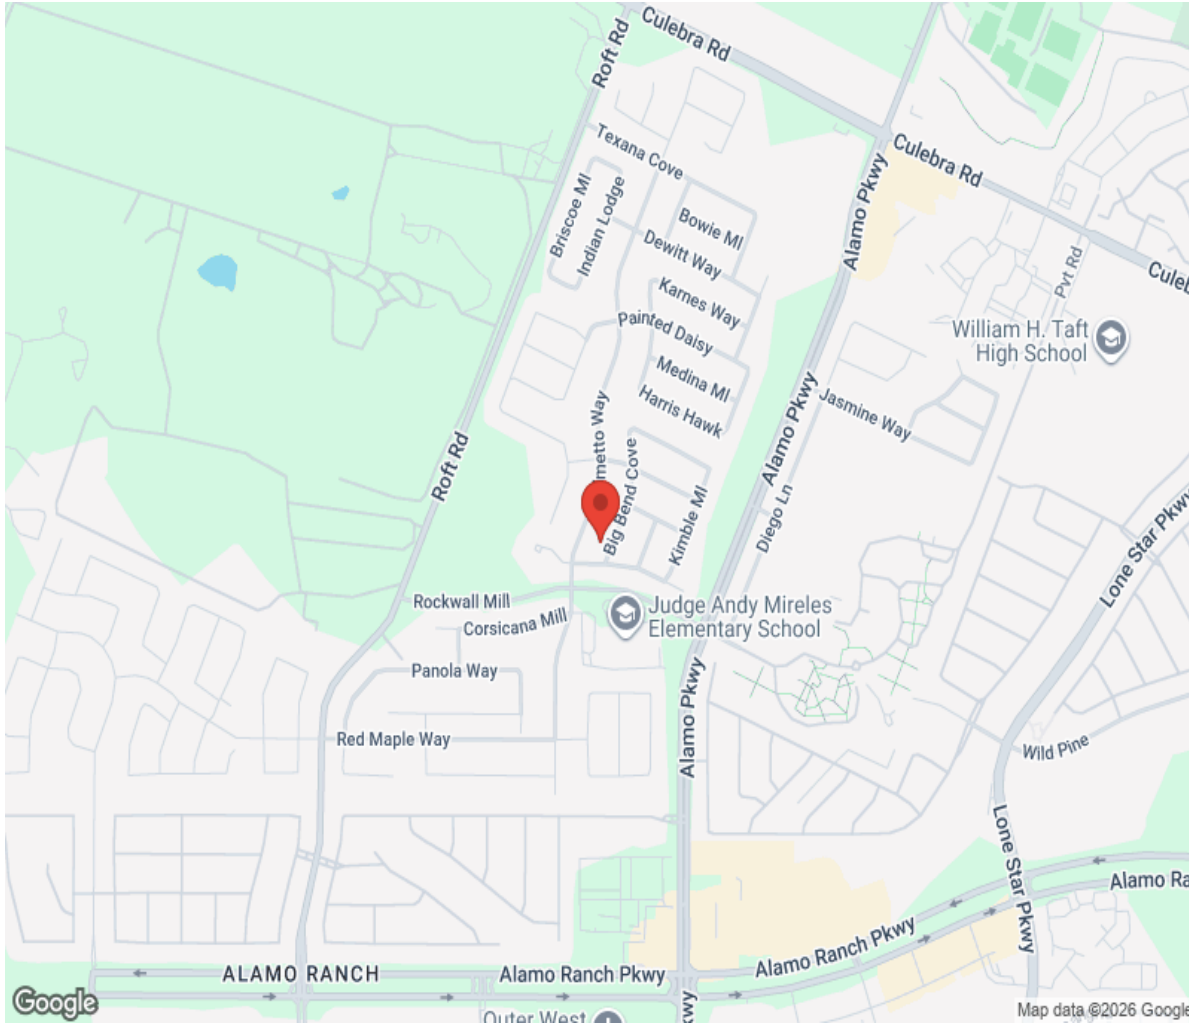 Culebra Rd
Roft Rd
Texana Cove
Culebra Rd
Alamo Pkwy
Briscoe Ml
Indian Lodge
Bowie Ml
Dewitt Way
Pvt Rd
Karnes Way
Painted Daisy
William H. Taft
High School
Medina Ml
Harris Hawk
Jasmine Way
Alamo Pkwy
Roft Rd
metto Way
Big Bend Cove
Kimble Ml
Diego Ln
Lone Star Pkwy
Rockwall Mill
Corsicana Mill
Judge Andy Mireles
Elementary School
Panola Way
Red Maple Way
Alamo Pkwy
Wild Pine
Lone Star Pkwy
Alamo Ra
Alamo Ranch Pkwy
ALAMO RANCH
Alamo Ranch Pkwy
Google
Map data ©2026 Google
Outer West